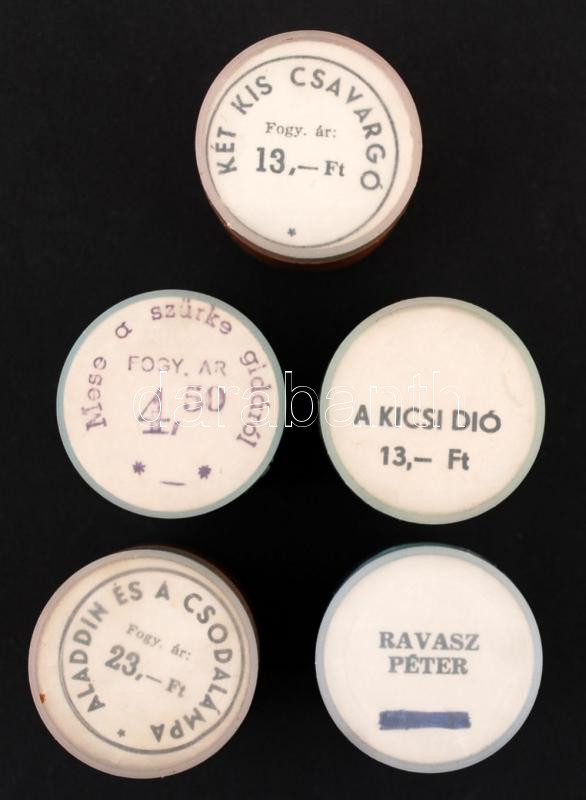 KÉT KIS CSAVARGÓ
Fogy. ár:
13,— Ft
*
Mese a szürke gidáról
FOGY. ÁR
50
* — *
A KICSI DIÓ
13,— Ft
ALADDIN ÉS A CSODALÁMPA *
Fogy. ár:
23,— Ft
RAVASZ
PÉTER
darabanth